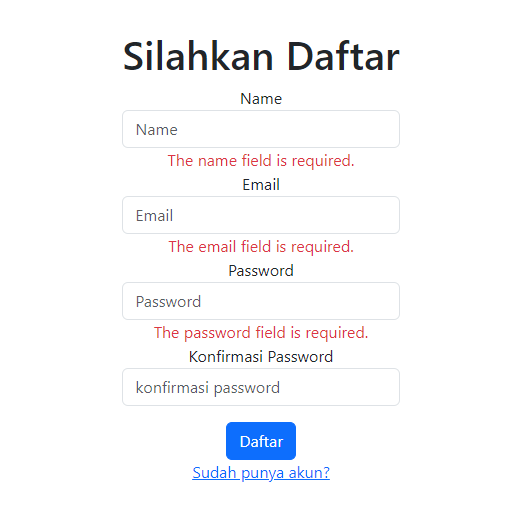 Silahkan Daftar
Name
Name
The name field is required.
Email
Email
The email field is required.
Password
Password
The password field is required.
Konfirmasi Password
konfirmasi password
Daftar
Sudah punya akun?